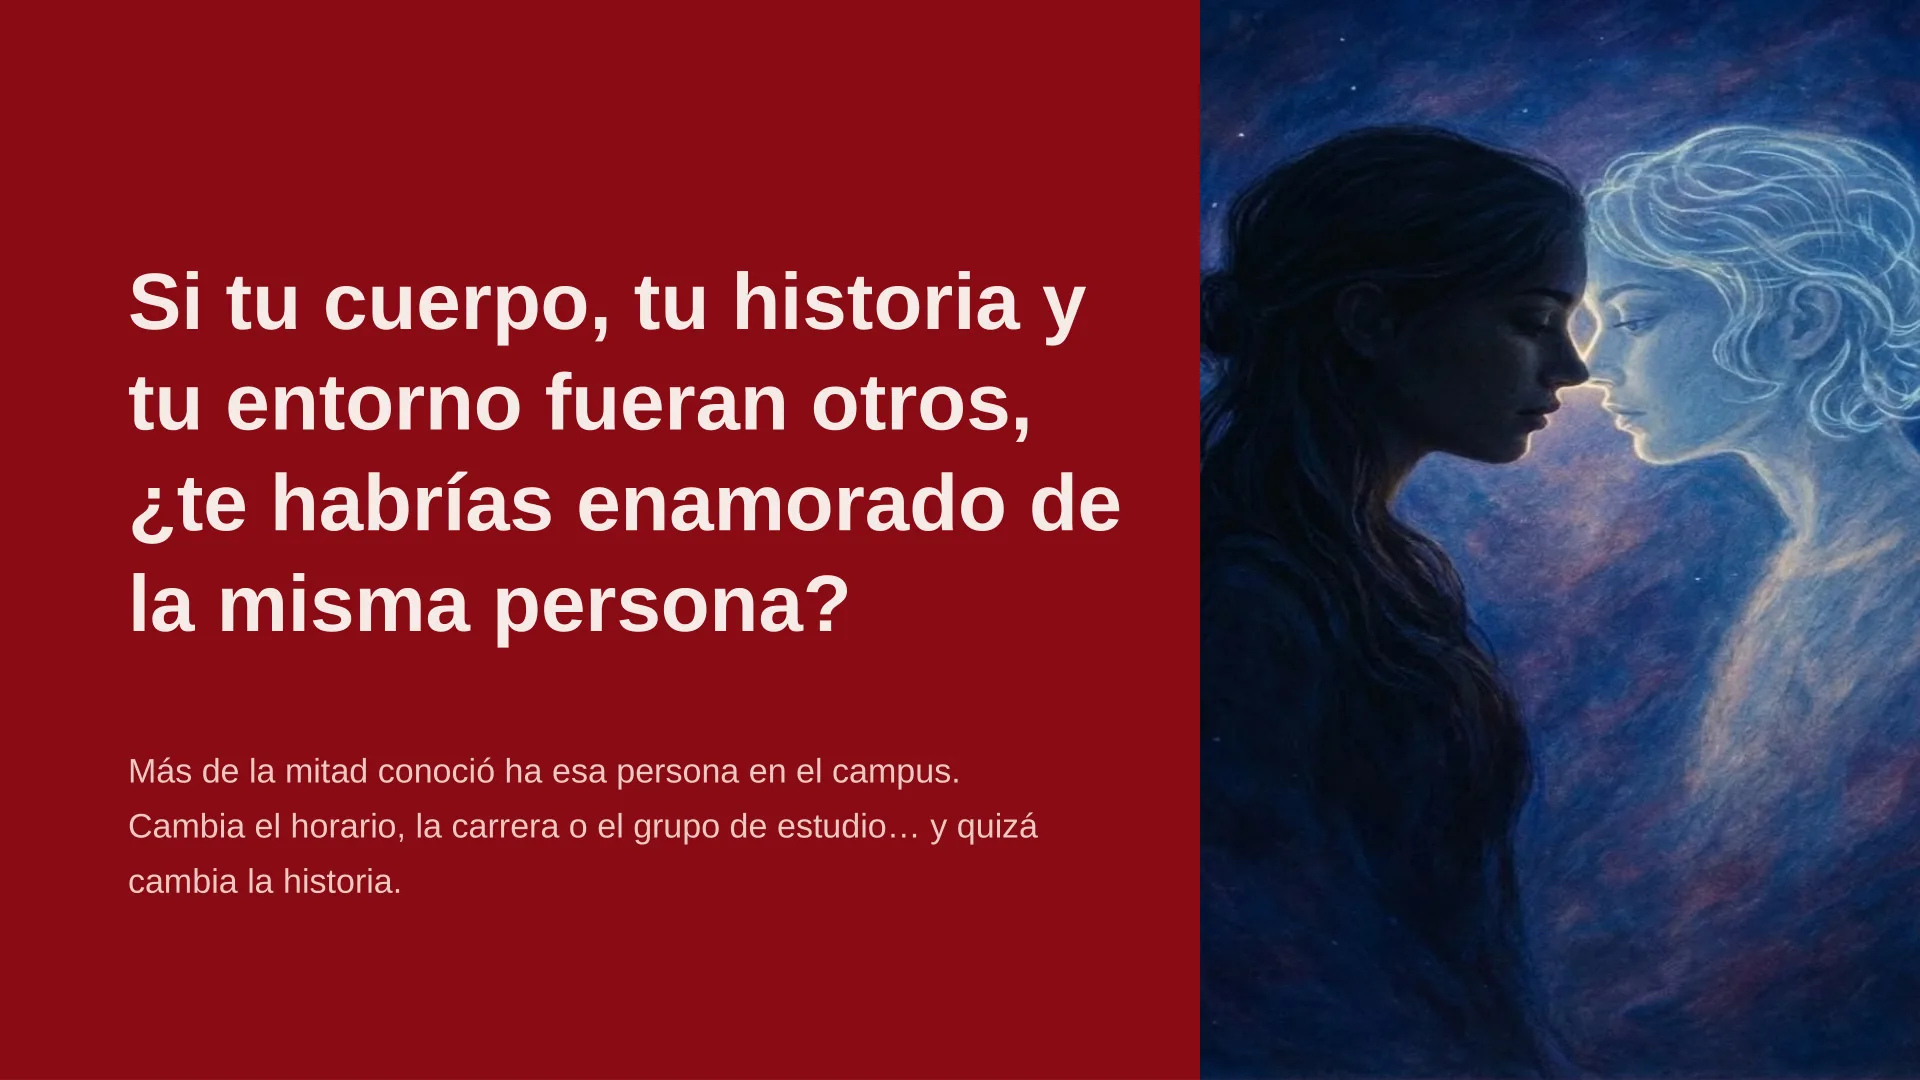 Si tu cuerpo, tu historia y
tu entorno fueran otros,
¿te habrías enamorado de
la misma persona?
Más de la mitad conoció ha esa persona en el campus.
Cambia el horario, la carrera o el grupo de estudio… y quizá
cambia la historia.